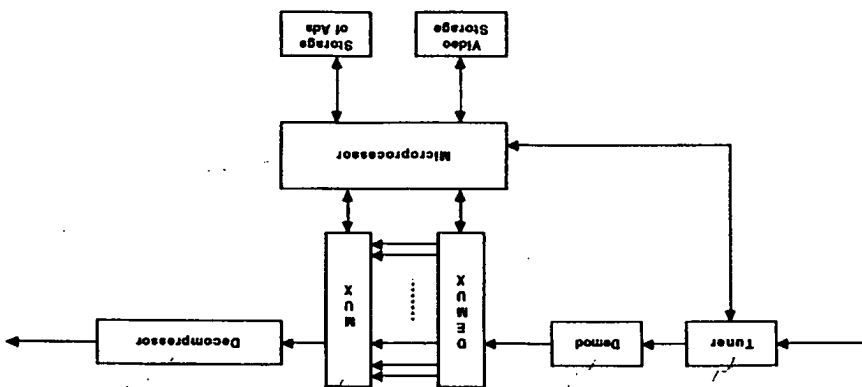 Tuner
Demod
DEMUX
MUX
Decompressor
Microprocessor
Video
Storage
Storage
of Ads